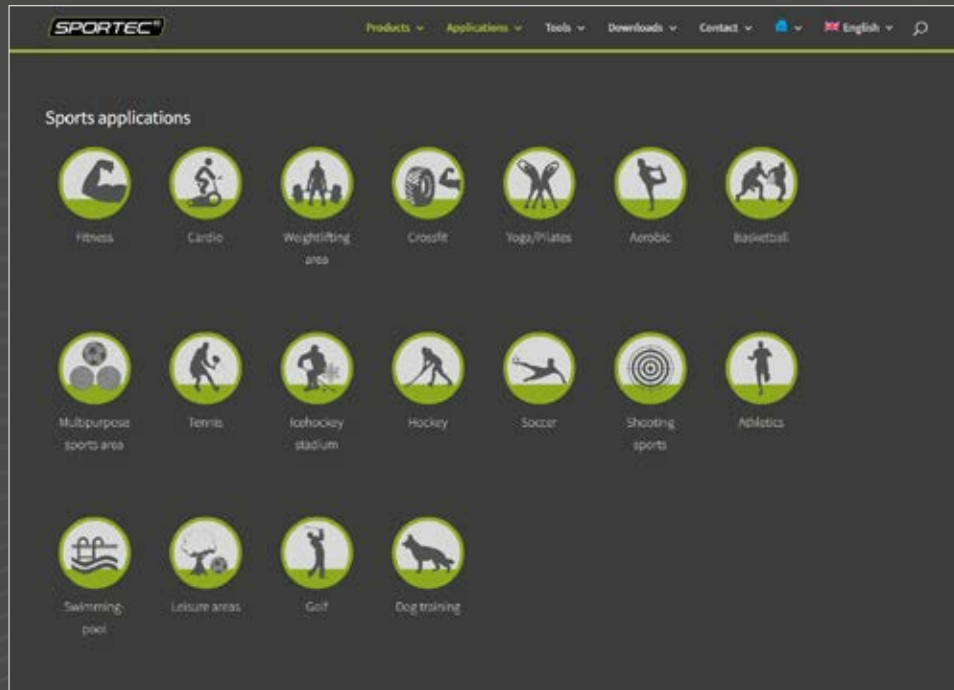 SPORTEC®
Products Applications Tools Downloads Contact English
Sports applications
Fitness Cardio Weightlifting Crossfit Yoga/Pilates Aerobic Basketball
area
Multipurpose Tennis Icehockey Hockey Soccer Shooting Athletics
sports area stadium sports
Swimming- Leisure areas Golf Dog training
pool